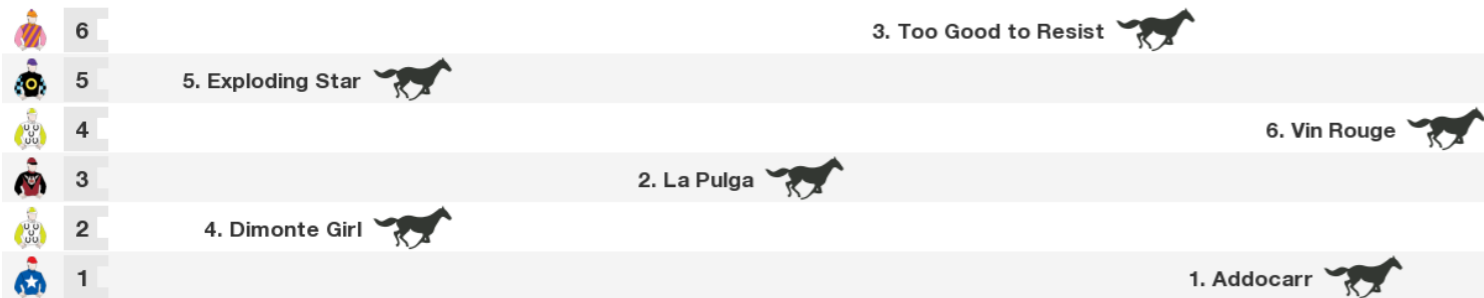 6 3. Too Good to Resist
5 5. Exploding Star
4 6. Vin Rouge
3 2. La Pulga
2 4. Dimonte Girl
1 1. Addocarr